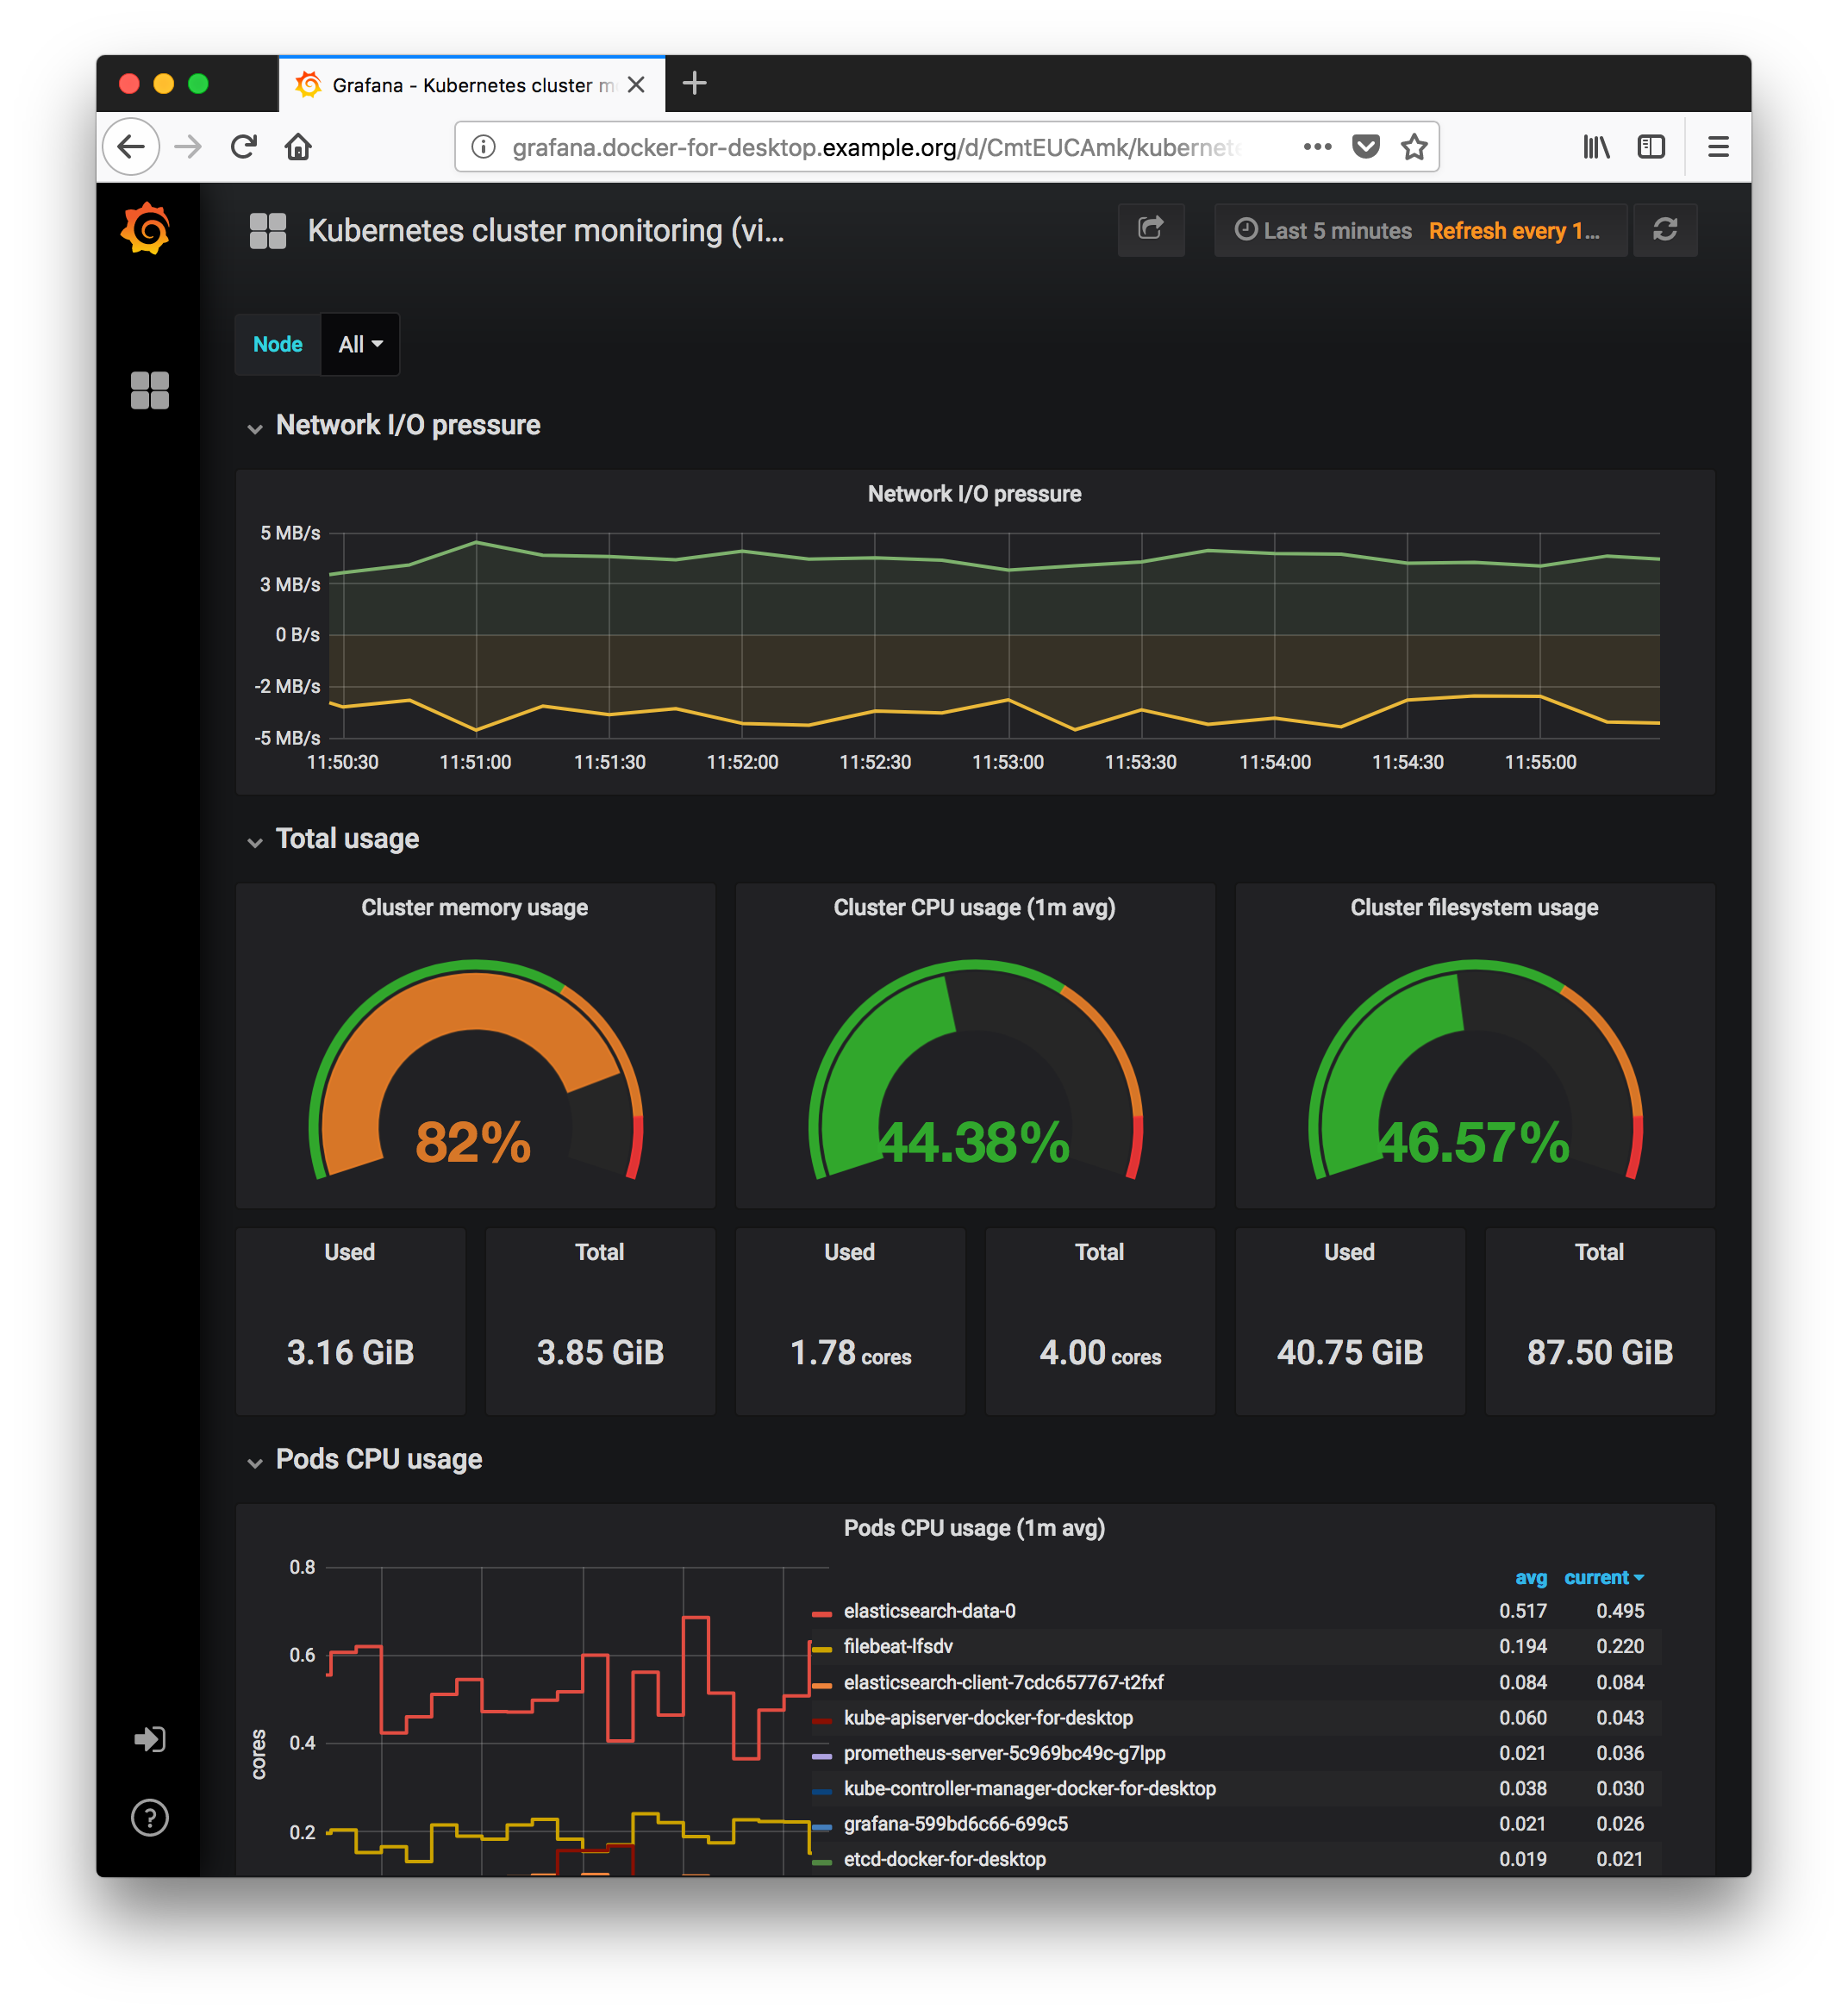 Grafana - Kubernetes cluster m
grafana.docker-for-desktop.example.org/d/CmtEUCAmk/kubernete
Kubernetes cluster monitoring (vi...
Last 5 minutes Refresh every 1...
Node All
Network I/O pressure
Network I/O pressure
5 MB/s
3 MB/s
0 B/s
-2 MB/s
-5 MB/s
11:50:30 11:51:00 11:51:30 11:52:00 11:52:30 11:53:00 11:53:30 11:54:00 11:54:30 11:55:00
Total usage
Cluster memory usage Cluster CPU usage (1m avg) Cluster filesystem usage
82% 44.38% 46.57%
Used Total Used Total Used Total
3.16 GiB 3.85 GiB 1.78 cores 4.00 cores 40.75 GiB 87.50 GiB
Pods CPU usage
Pods CPU usage (1m avg)
0.8
0.6
0.4
0.2
cores
avg current
elasticsearch-data-0 0.517 0.495
filebeat-lfsdv 0.194 0.220
elasticsearch-client-7cdc657767-t2fxf 0.084 0.084
kube-apiserver-docker-for-desktop 0.060 0.043
prometheus-server-5c969bc49c-g7lpp 0.021 0.036
kube-controller-manager-docker-for-desktop 0.038 0.030
grafana-599bd6c66-699c5 0.021 0.026
etcd-docker-for-desktop 0.019 0.021